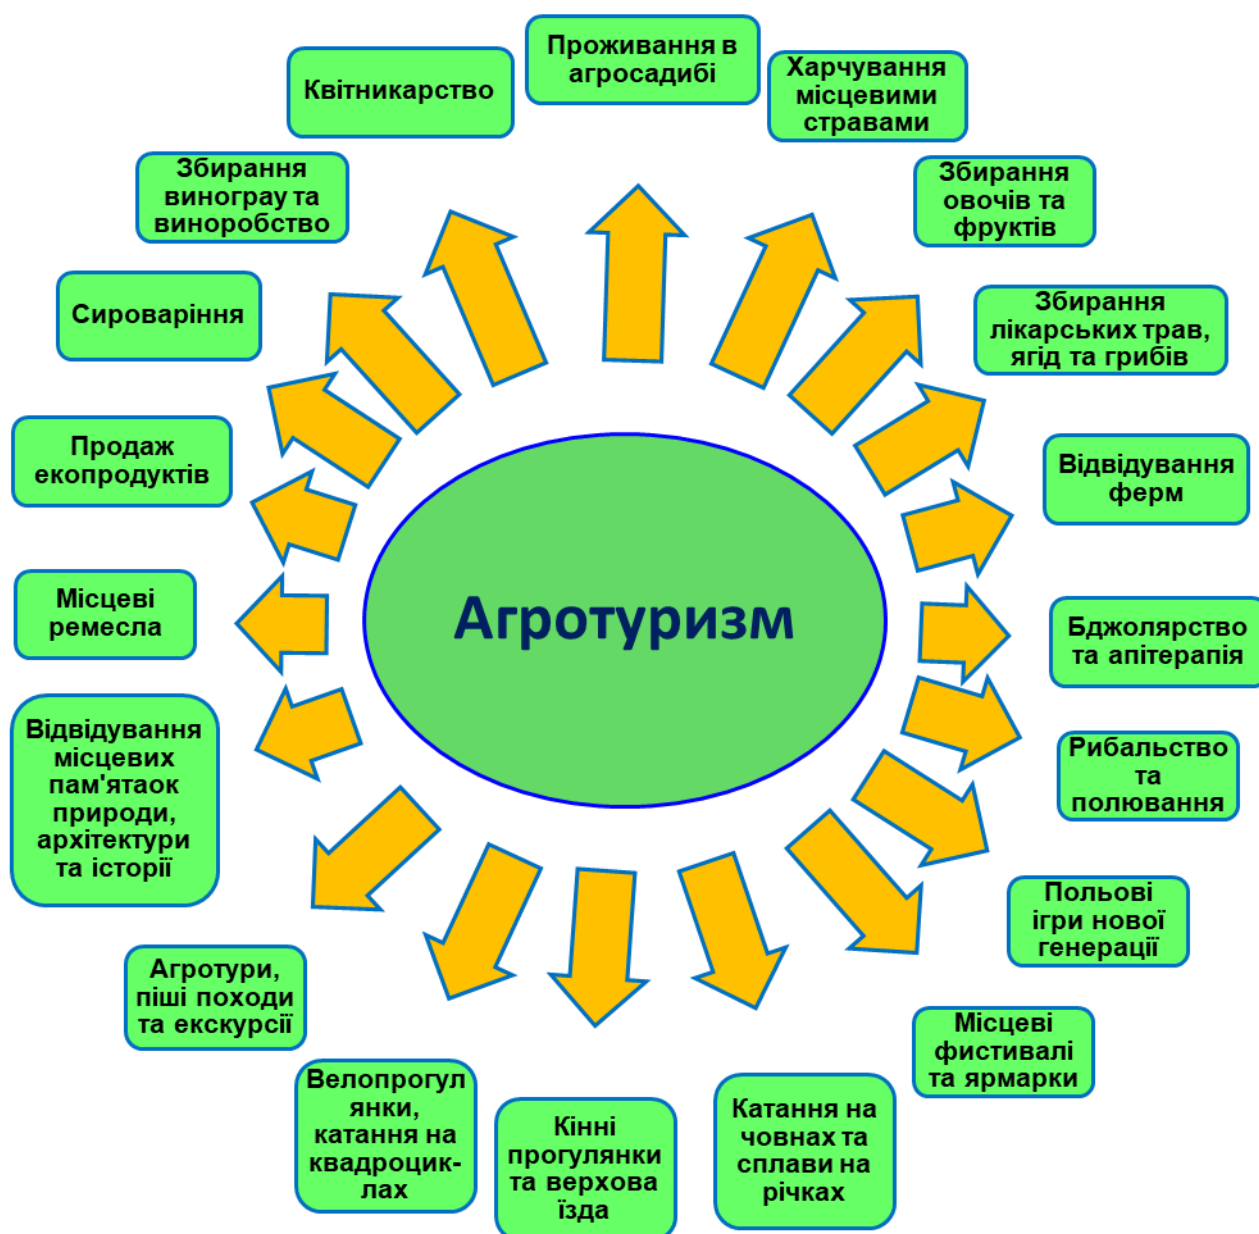 Проживання в
агросадибі
Харчування
місцевими
стравами
Збирання
овочів та
фруктів
Збирання
лікарських трав,
ягід та грибів
Відвідування
ферм
Бджолярство
та апітерапія
Рибальство
та
полювання
Польові
ігри нової
генерації
Місцеві
фистивалі
та ярмарки
Катання на
човнах та
сплави на
річках
Кінні
прогулянки
та верхова
їзда
Велопрогул
янки,
катання на
квадроцик-
лах
Агротури,
піші походи
та екскурсії
Відвідування
місцевих
пам'ятаок
природи,
архітектури
та історії
Місцеві
ремесла
Продаж
екопродуктів
Сироваріння
Збирання
винограу та
виноробство
Квітникарство
Агротуризм